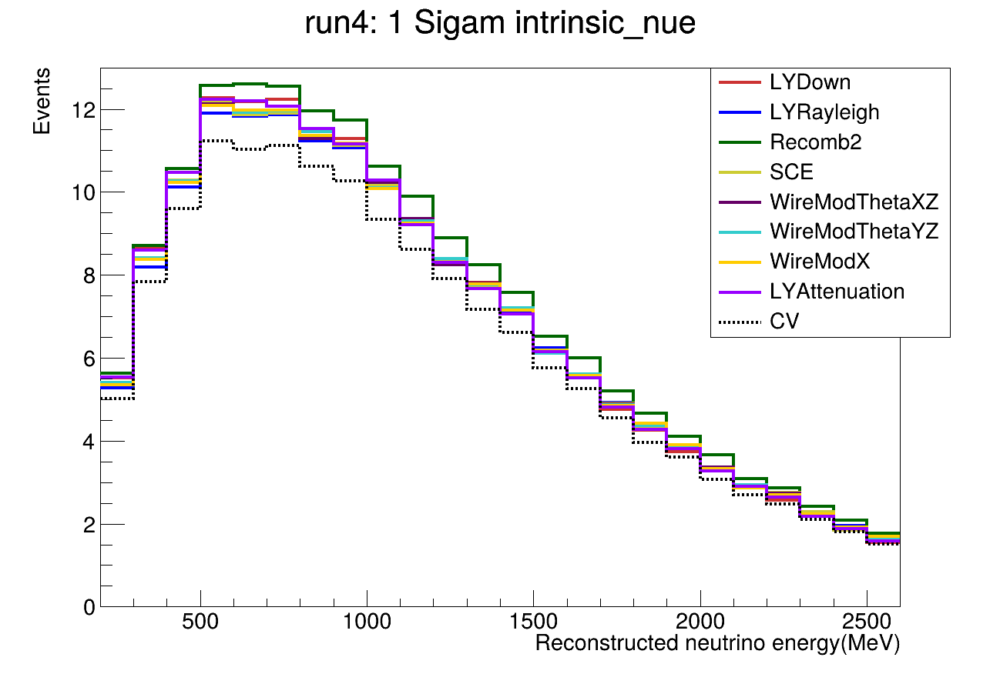 run4: 1 Sigam intrinsic_nue
Events
12
10
8
6
4
2
0
LYDown
LYRayleigh
Recomb2
SCE
WireModThetaXZ
WireModThetaYZ
WireModX
LYAttenuation
CV
500
1000
1500
2000
2500
Reconstructed neutrino energy(MeV)